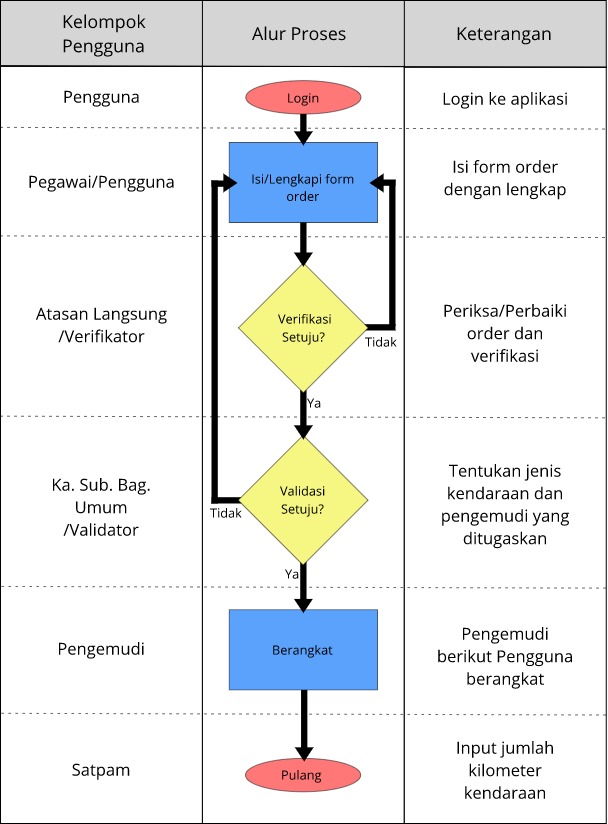 Kelompok
Pengguna
Alur Proses
Keterangan
Pengguna
Login
Login ke aplikasi
Pegawai/Pengguna
Isi/Lengkapi form
order
Isi form order
dengan lengkap
Atasan Langsung
/Verifikator
Verifikasi
Setuju?
Tidak
Ya
Periksa/Perbaiki
order dan
verifikasi
Ka. Sub. Bag.
Umum
/Validator
Validasi
Setuju?
Tidak
Ya
Tentukan jenis
kendaraan dan
pengemudi yang
ditugaskan
Pengemudi
Berangkat
Pengemudi
berikut Pengguna
berangkat
Satpam
Pulang
Input jumlah
kilometer
kendaraan